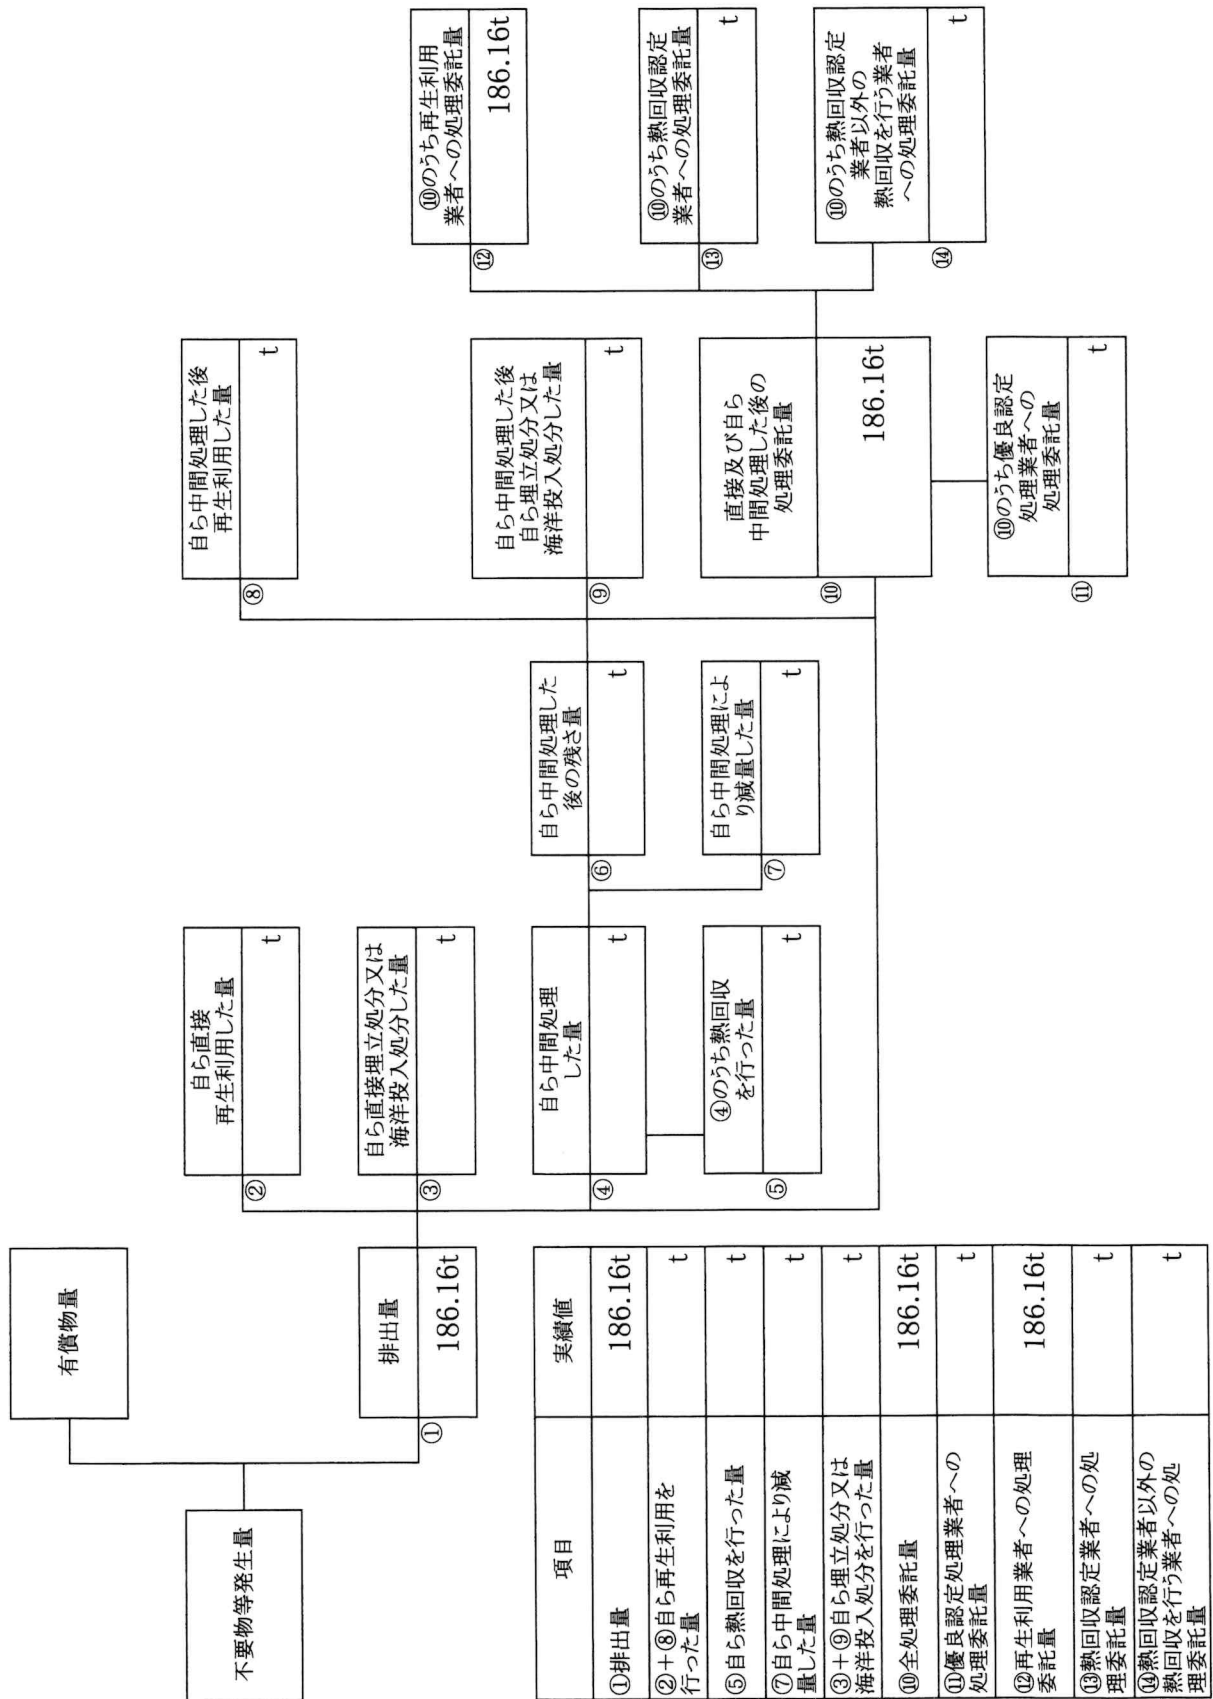 不要物等発生量
有償物量
排出量
①
186.16t
自ら直接
再生利用した量
②
t
自ら直接埋立処分又は
海洋投入処分した量
③
t
自ら中間処理
した量
④
t
④のうち熱回収
を行った量
⑤
t
自ら中間処理した
後の残さ量
⑥
t
自ら中間処理によ
り減量した量
⑦
t
自ら中間処理した後
再生利用した量
⑧
t
自ら中間処理した後
自ら埋立処分又は
海洋投入処分した量
⑨
t
直接及び自ら
中間処理した後の
処理委託量
⑩
186.16t
⑩のうち優良認定
処理業者への
処理委託量
⑪
t
⑩のうち再生利用
業者への処理委託量
⑫
186.16t
⑩のうち熱回収認定
業者への処理委託量
⑬
t
⑩のうち熱回収認定
業者以外の
熱回収を行う業者
への処理委託量
⑭
t
項目 実績値
①排出量 186.16t
②+⑧自ら再生利用を
行った量 t
⑤自ら熱回収を行った量 t
⑦自ら中間処理により減
量した量 t
③+⑨自ら埋立処分又は
海洋投入処分を行った量 t
⑩全処理委託量 186.16t
⑪優良認定処理業者への
処理委託量 t
⑫再生利用業者への処理
委託量 186.16t
⑬熱回収認定業者への処
理委託量 t
⑭熱回収認定業者以外の
熱回収を行う業者への処
理委託量 t